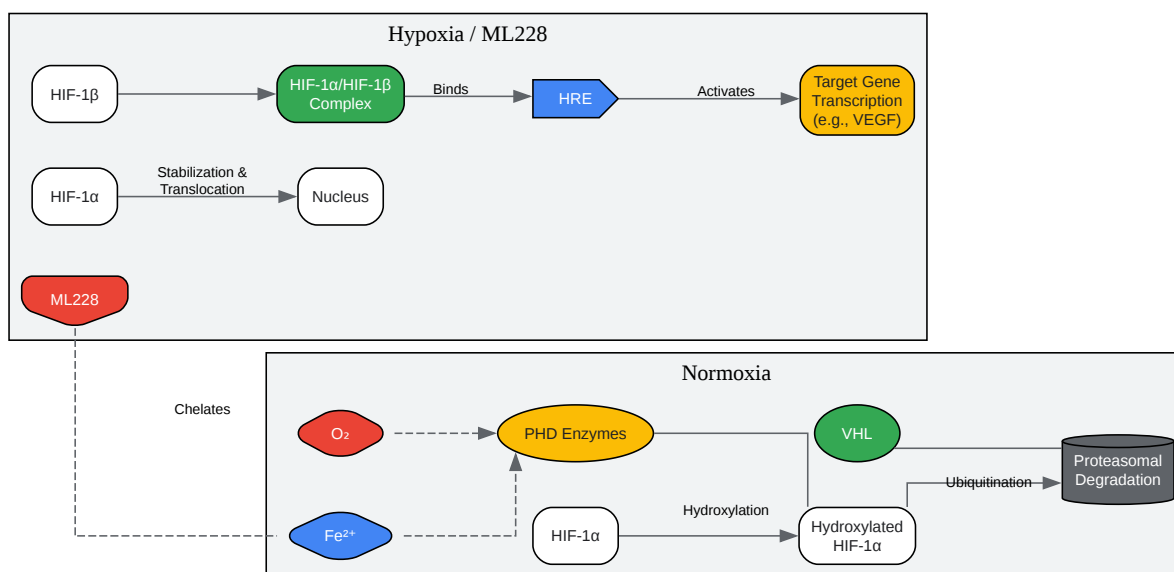 Hypoxia / ML228
HIF-1β
HIF-1α/HIF-1β
Complex
Binds
HRE
Activates
Target Gene
Transcription
(e.g., VEGF)
HIF-1α
Stabilization &
Translocation
Nucleus
ML228
Chelates
Normoxia
O₂
PHD Enzymes
VHL
Proteasomal
Degradation
Ubiquitination
Fe²⁺
HIF-1α
Hydroxylation
Hydroxylated
HIF-1α